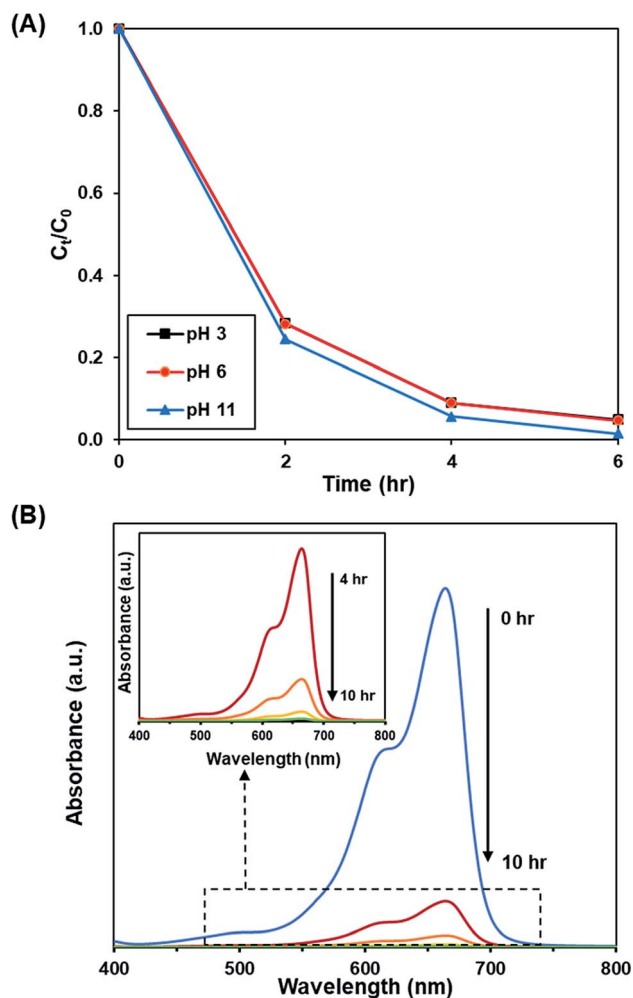 (A)
1.0
0.8
0.6
0.4
0.2
0.0
Cₜ/C₀
pH 3
pH 6
pH 11
0
2
4
6
Time (hr)
(B)
Absorbance (a.u.)
4 hr
10 hr
400
500
600
700
800
Wavelength (nm)
0 hr
10 hr
Absorbance (a.u.)
400
500
600
700
800
Wavelength (nm)